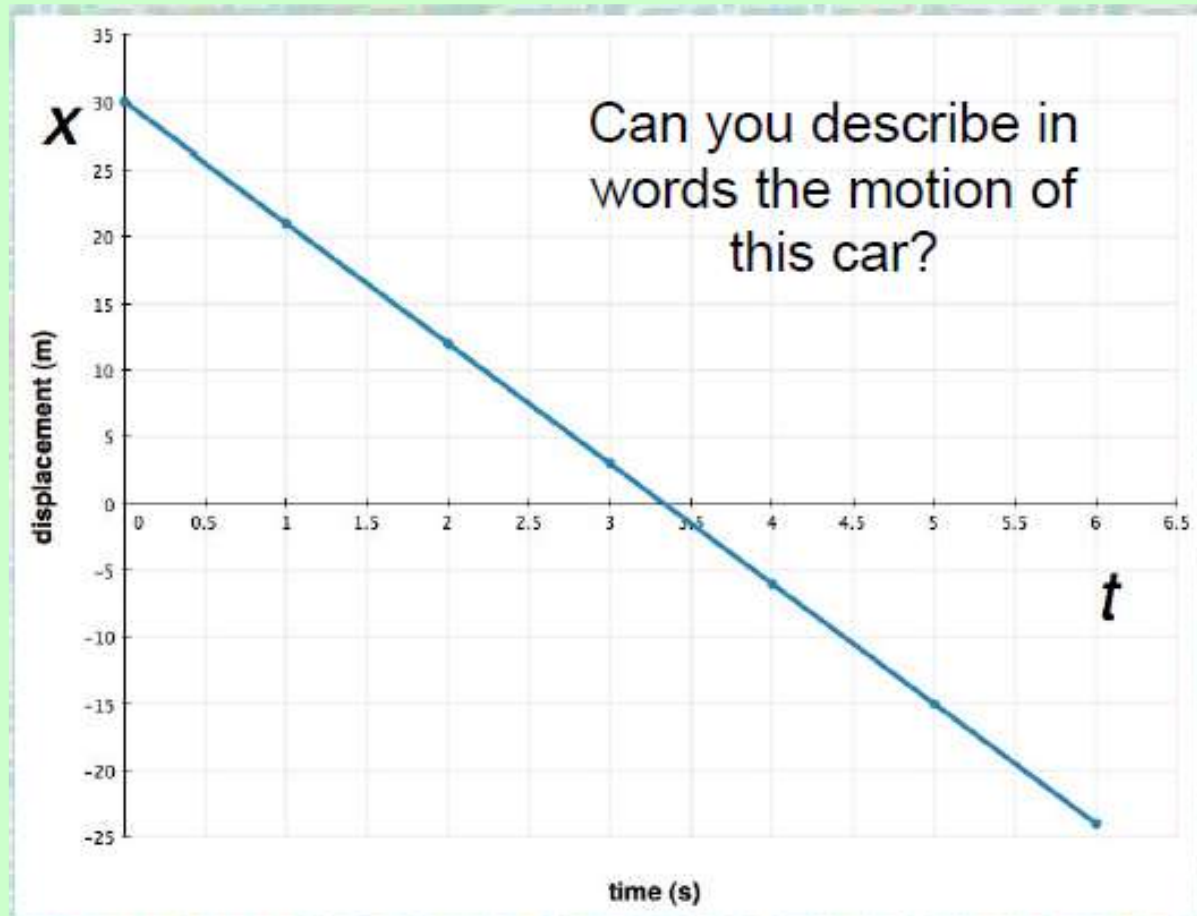 35
x
30
Can you describe in
words the motion of
this car?
25
20
15
10
5
0
displacement (m)
0 0.5 1 1.5 2 2.5 3 3.5 4 4.5 5 5.5 6 6.5
-5
t
-10
-15
-20
-25
time (s)